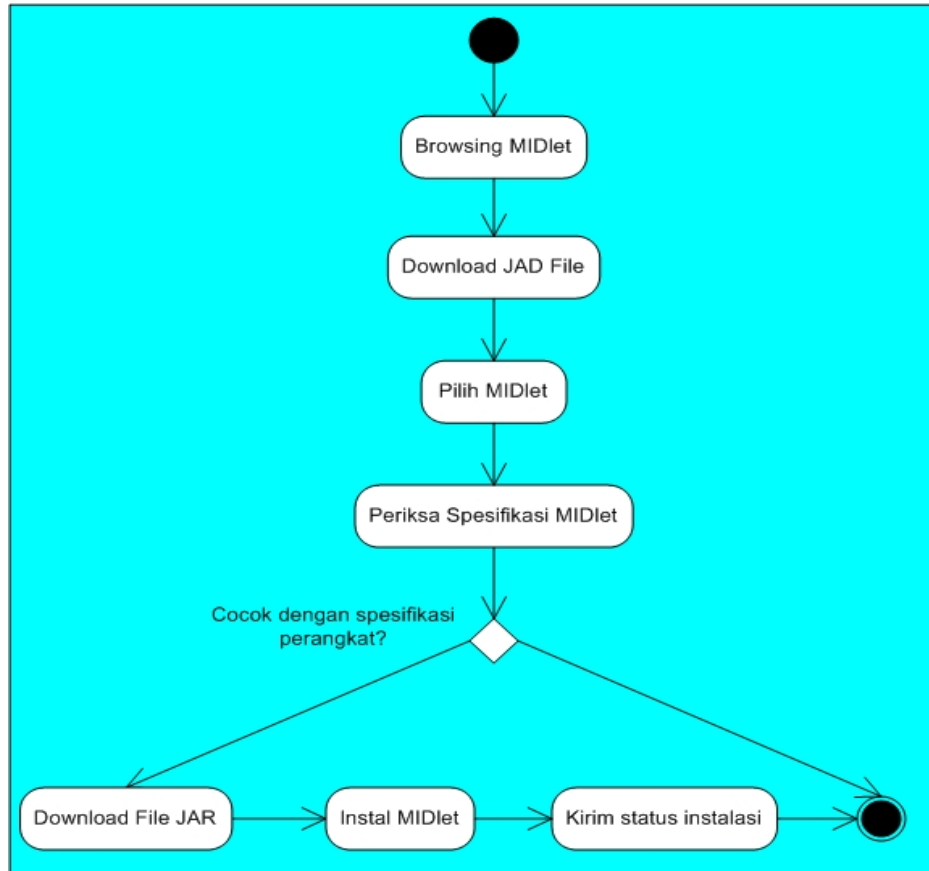 Browsing MIDlet
Download JAD File
Pilih MIDlet
Periksa Spesifikasi MIDlet
Cocok dengan spesifikasi
perangkat?
Download File JAR
Instal MIDlet
Kirim status instalasi